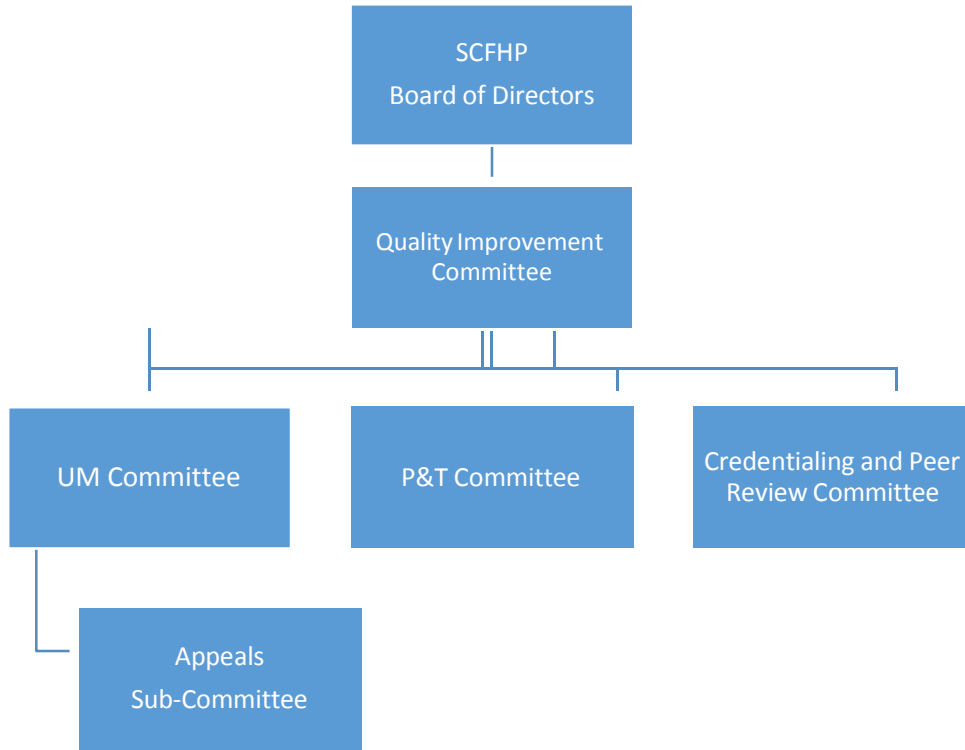 SCFHP
Board of Directors
Quality Improvement
Committee
UM Committee
P&T Committee
Credentialing and Peer
Review Committee
Appeals
Sub-Committee